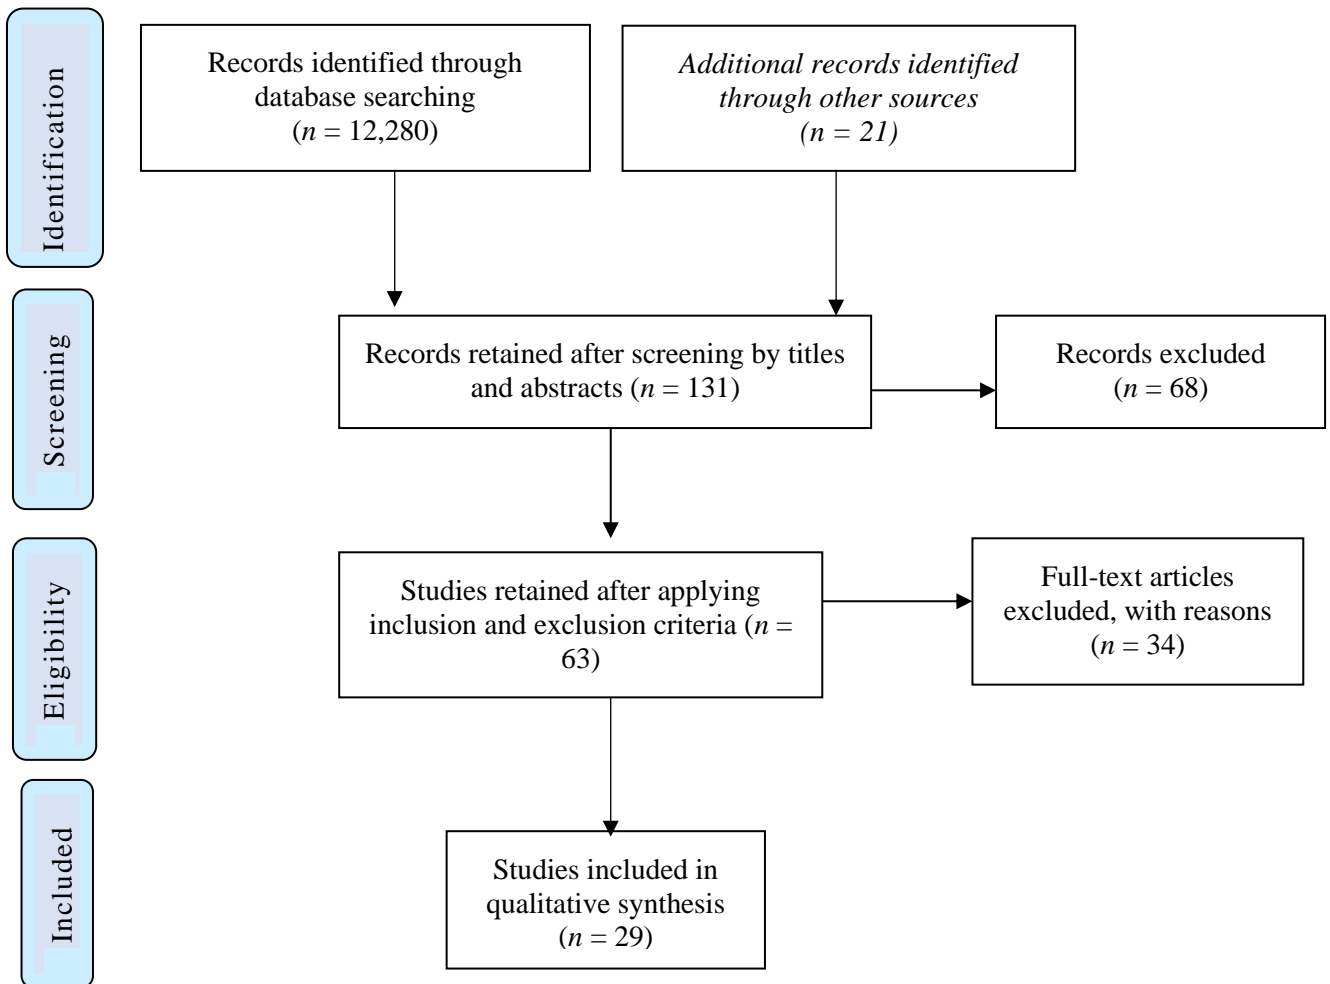 Identification
Records identified through
database searching
(n = 12,280)
Additional records identified
through other sources
(n = 21)
Screening
Records retained after screening by titles
and abstracts (n = 131)
Records excluded
(n = 68)
Eligibility
Studies retained after applying
inclusion and exclusion criteria (n =
63)
Full-text articles
excluded, with reasons
(n = 34)
Included
Studies included in
qualitative synthesis
(n = 29)